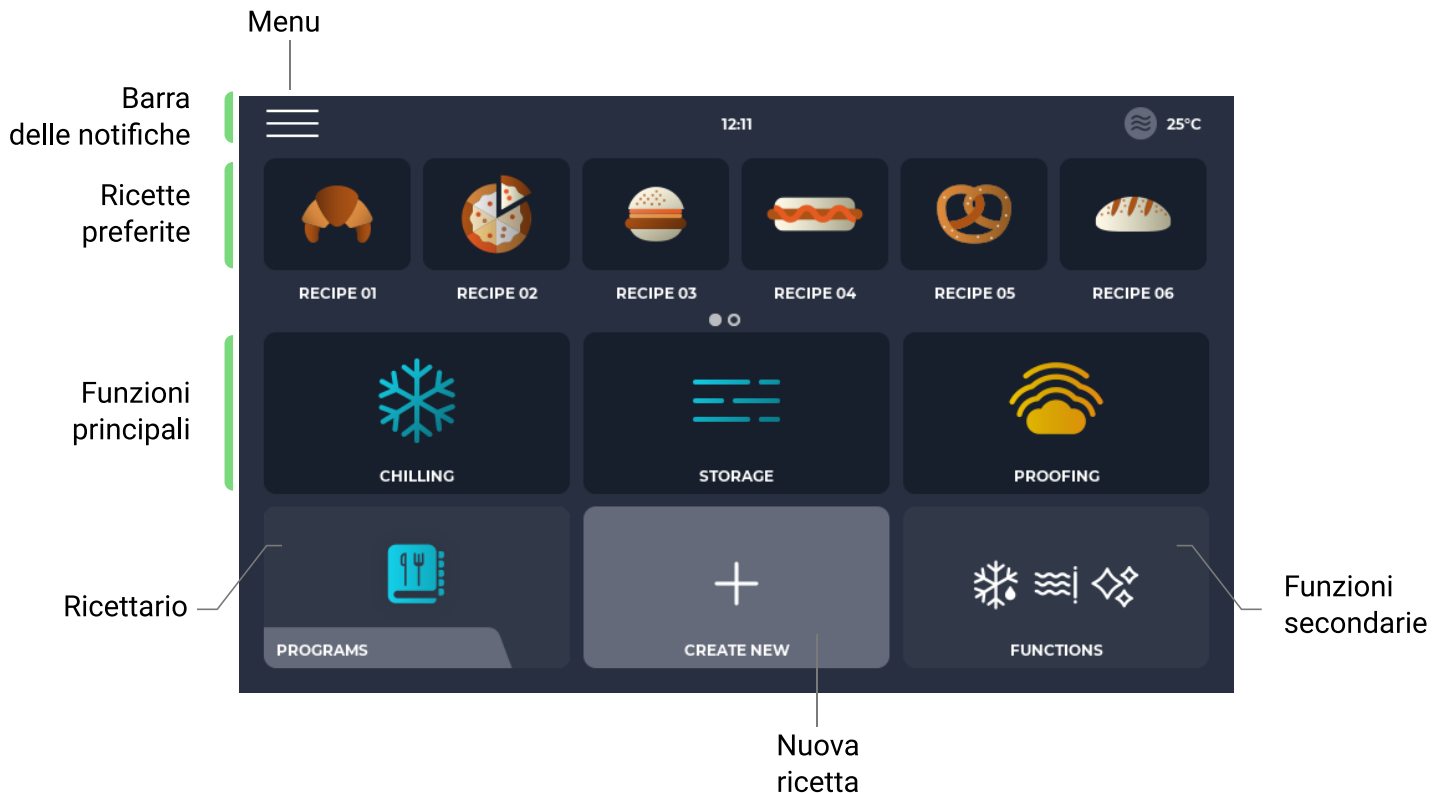 Menu
Barra
delle notifiche
12:11
25°C
Ricette
preferite
RECIPE 01
RECIPE 02
RECIPE 03
RECIPE 04
RECIPE 05
RECIPE 06
Funzioni
principali
CHILLING
STORAGE
PROOFING
Ricettario
PROGRAMS
CREATE NEW
FUNCTIONS
Funzioni
secondarie
Nuova
ricetta